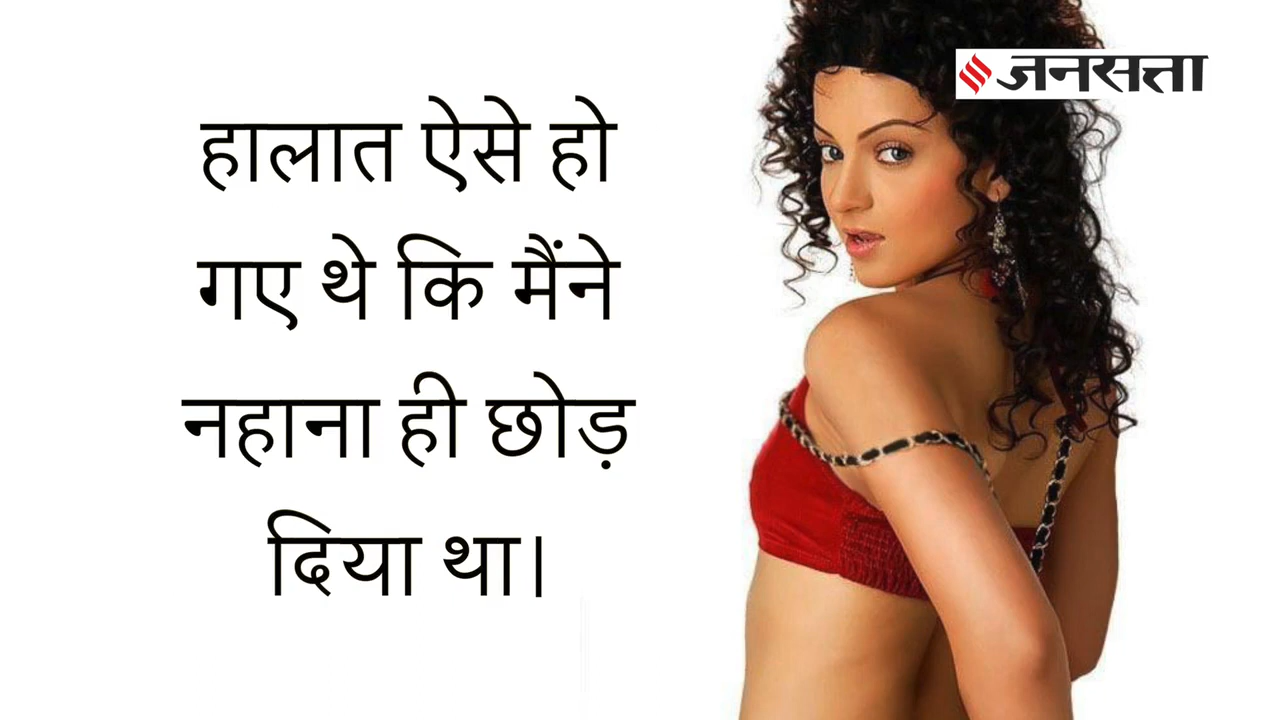 जनसत्ता
हालात ऐसे हो
गए थे कि मैंने
नहाना ही छोड़
दिया था।